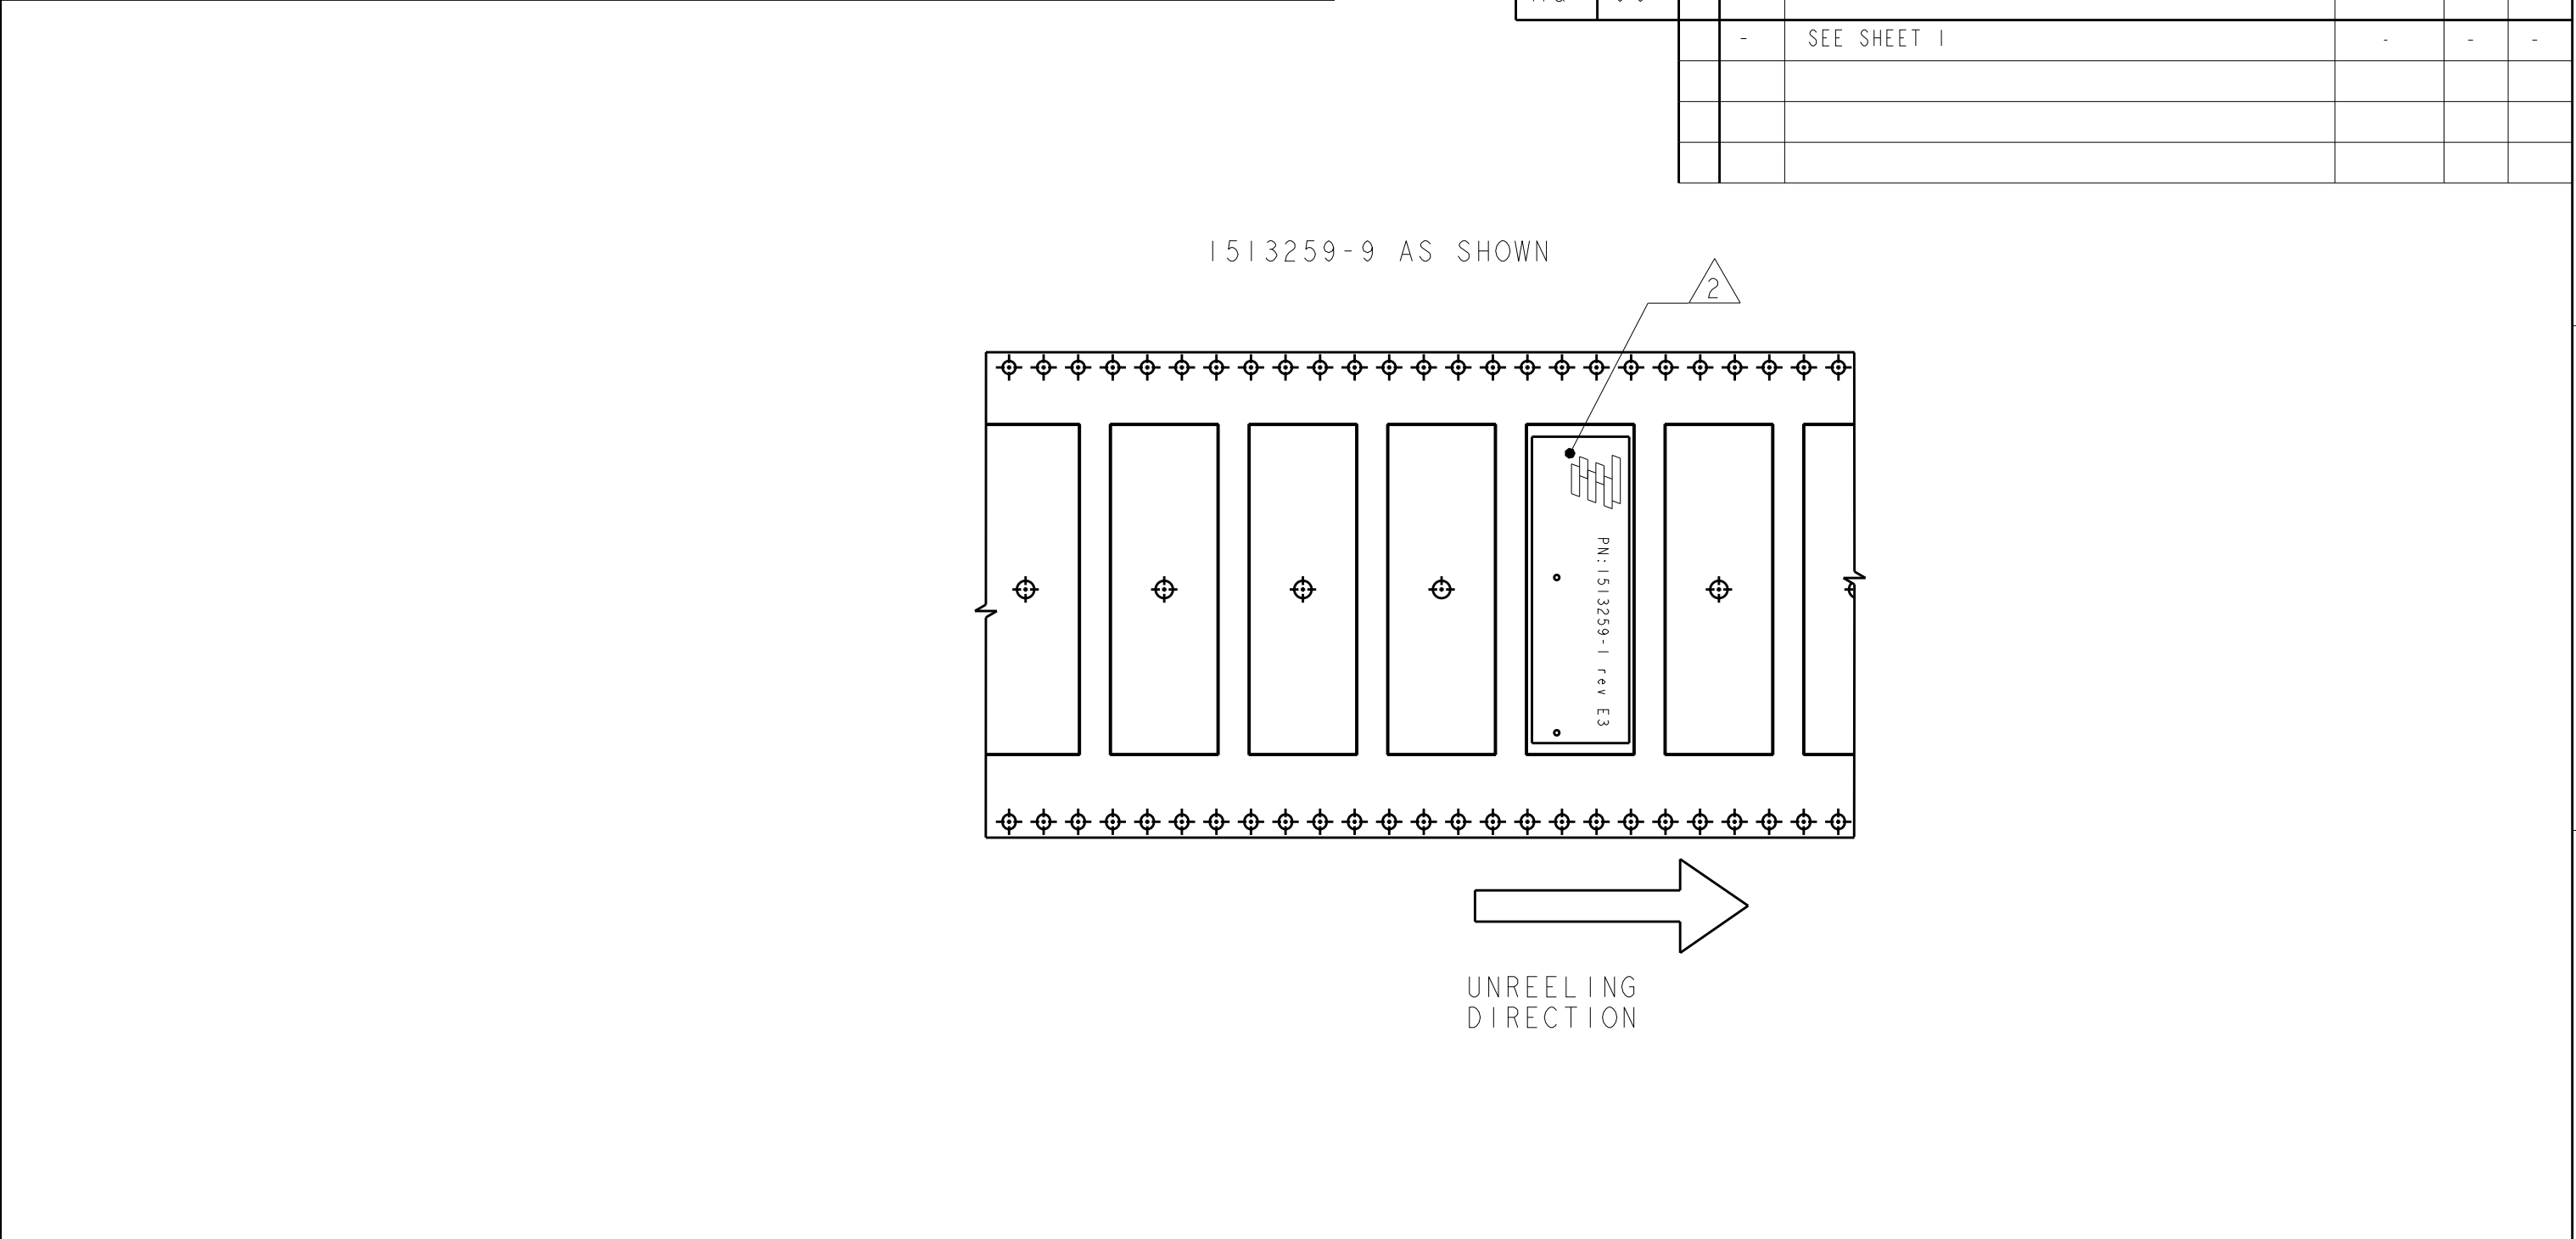 - SEE SHEET 1 - - -
1513259-9 AS SHOWN
2
PN:1513259-1 rev E3
UNREELING
DIRECTION